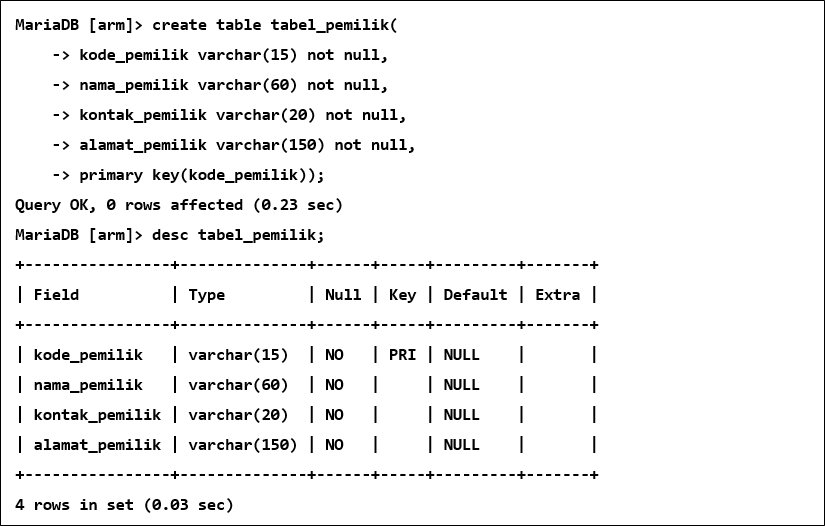 MariaDB [arm]> create table tabel_pemilik(
    -> kode_pemilik varchar(15) not null,
    -> nama_pemilik varchar(60) not null,
    -> kontak_pemilik varchar(20) not null,
    -> alamat_pemilik varchar(150) not null,
    -> primary key(kode_pemilik));
Query OK, 0 rows affected (0.23 sec)
MariaDB [arm]> desc tabel_pemilik;
+----------------+--------------+------+-----+---------+-------+
| Field          | Type         | Null | Key | Default | Extra |
+----------------+--------------+------+-----+---------+-------+
| kode_pemilik   | varchar(15)  | NO   | PRI | NULL    |       |
| nama_pemilik   | varchar(60)  | NO   |     | NULL    |       |
| kontak_pemilik | varchar(20)  | NO   |     | NULL    |       |
| alamat_pemilik | varchar(150) | NO   |     | NULL    |       |
+----------------+--------------+------+-----+---------+-------+
4 rows in set (0.03 sec)